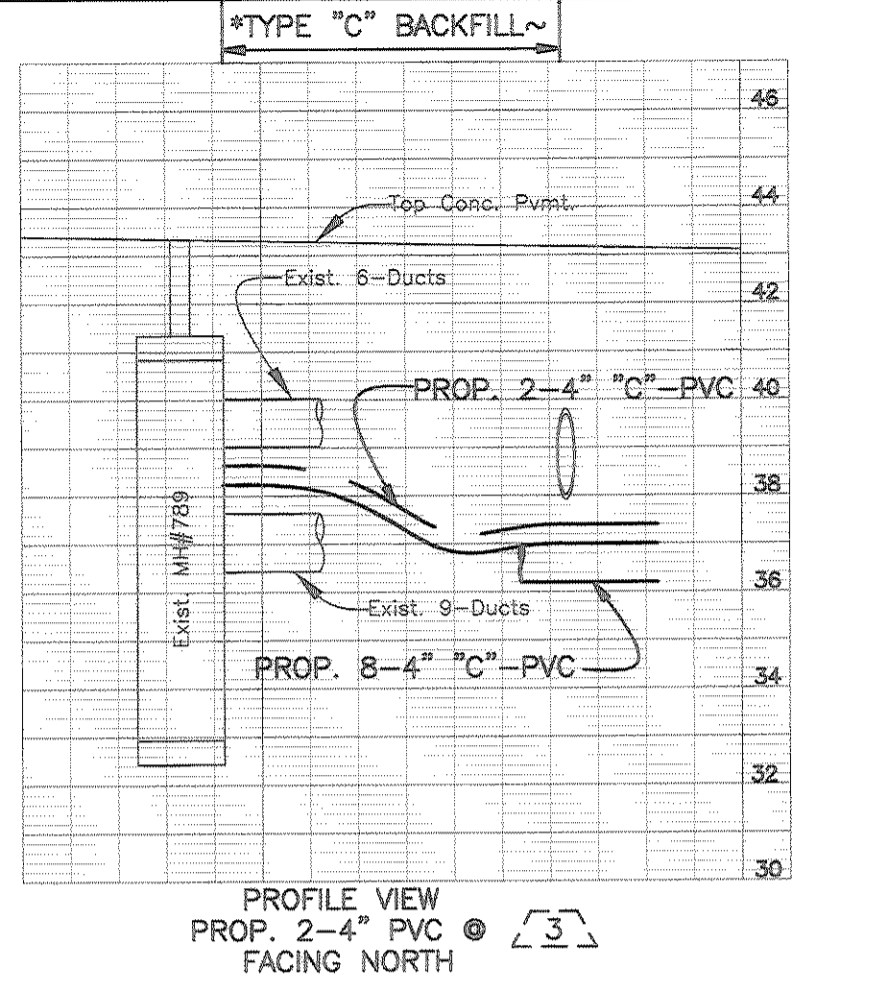 *TYPE "C" BACKFILL~
46
Top Conc. Pvmt.
44
Exist. 6-Ducts
42
PROP. 2-4" "C"-PVC
40
38
Exist. MH#789
36
Exist. 9-Ducts
PROP. 8-4" "C"-PVC
34
32
30
PROFILE VIEW
PROP. 2-4" PVC @ 3
FACING NORTH